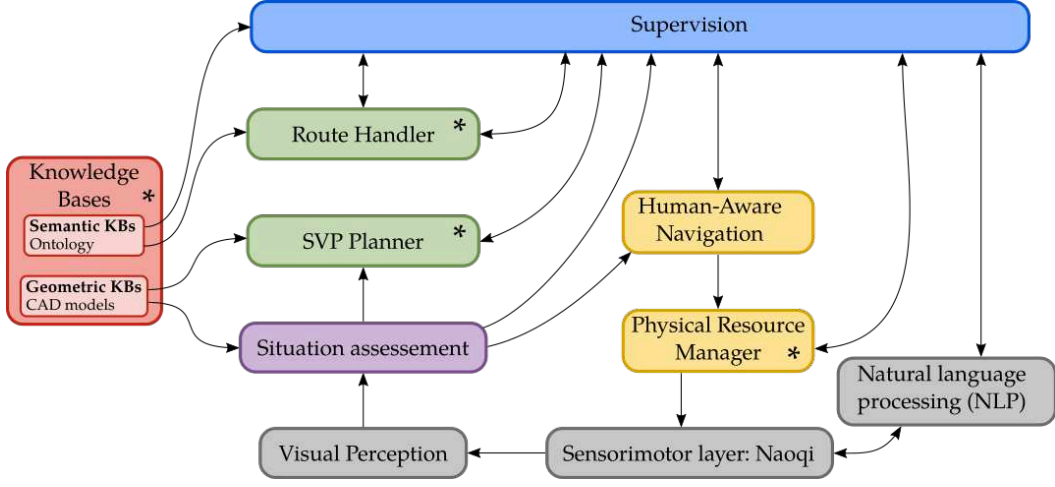 Supervision
Route Handler *
Knowledge
Bases *
Semantic KBs
Ontology
Geometric KBs
CAD models
SVP Planner *
Human-Aware
Navigation
Situation assessement
Physical Resource
Manager *
Natural language
processing (NLP)
Visual Perception
Sensorimotor layer: Naoqi